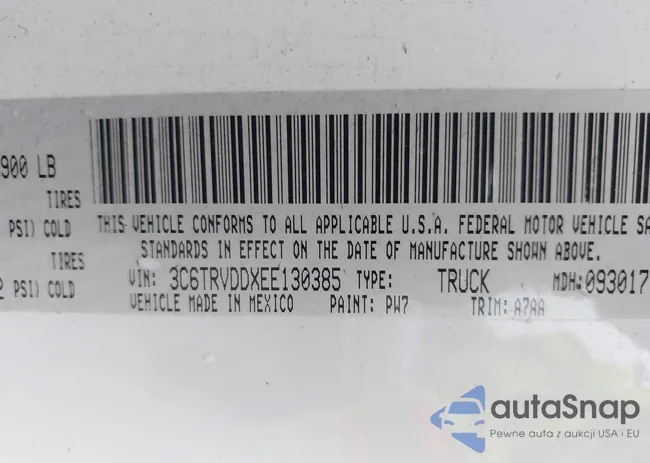 900 LB
TIRES
PSI) COLD
TIRES
2 PSI) COLD
THIS VEHICLE CONFORMS TO ALL APPLICABLE U.S.A. FEDERAL MOTOR VEHICLE SA
STANDARDS IN EFFECT ON THE DATE OF MANUFACTURE SHOWN ABOVE.
VIN: 3C6TRVDDXEE130385 TYPE: TRUCK MDH: 093017
VEHICLE MADE IN MEXICO PAINT: PW7 TRIM: A7AA
autoSnap
Pewne auta z aukcji USA i EU